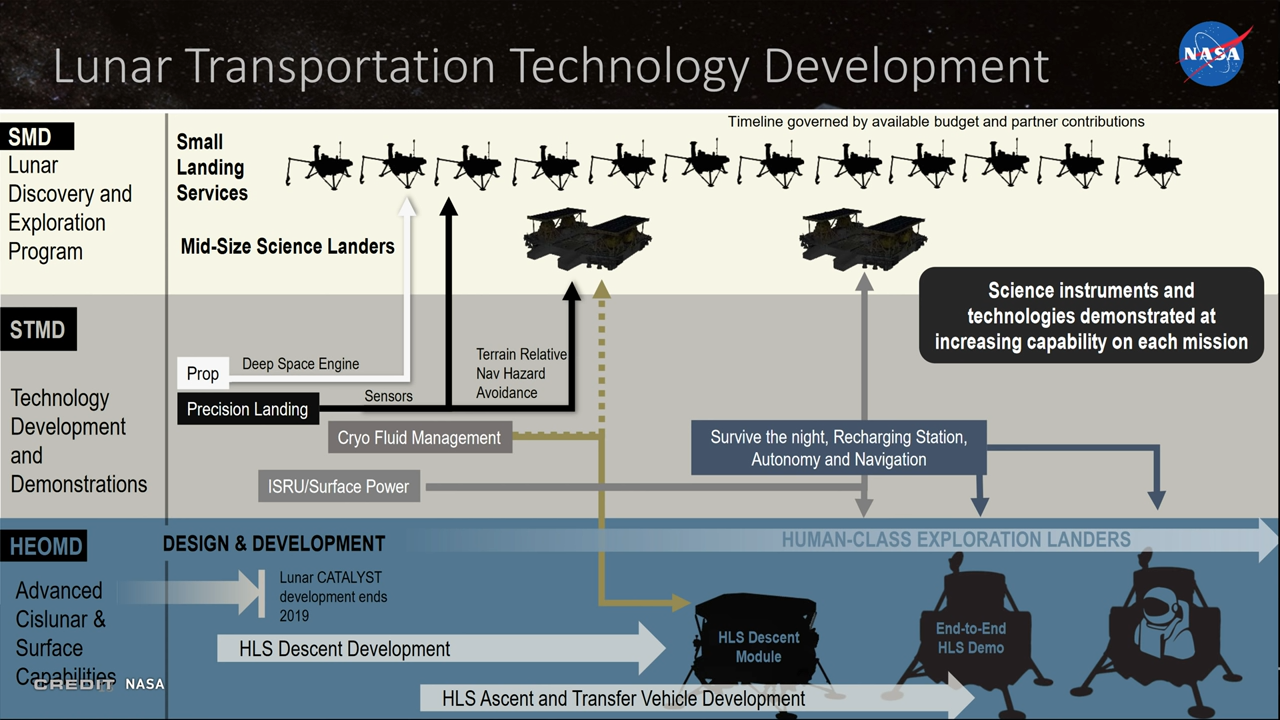 Lunar Transportation Technology Development
NASA
SMD
Lunar
Discovery and
Exploration
Program
Small
Landing
Services
Timeline governed by available budget and partner contributions
Mid-Size Science Landers
Science instruments and
technologies demonstrated at
increasing capability on each mission
STMD
Technology
Development
and
Demonstrations
Prop
Deep Space Engine
Precision Landing
Sensors
Terrain Relative
Nav Hazard
Avoidance
Cryo Fluid Management
ISRU/Surface Power
Survive the night, Recharging Station,
Autonomy and Navigation
HEOMD
DESIGN & DEVELOPMENT
HUMAN-CLASS EXPLORATION LANDERS
Advanced
Cislunar &
Surface
Capabilities
Lunar CATALYST
development ends
2019
HLS Descent Development
HLS Descent
Module
End-to-End
HLS Demo
HLS Ascent and Transfer Vehicle Development
CREDIT NASA